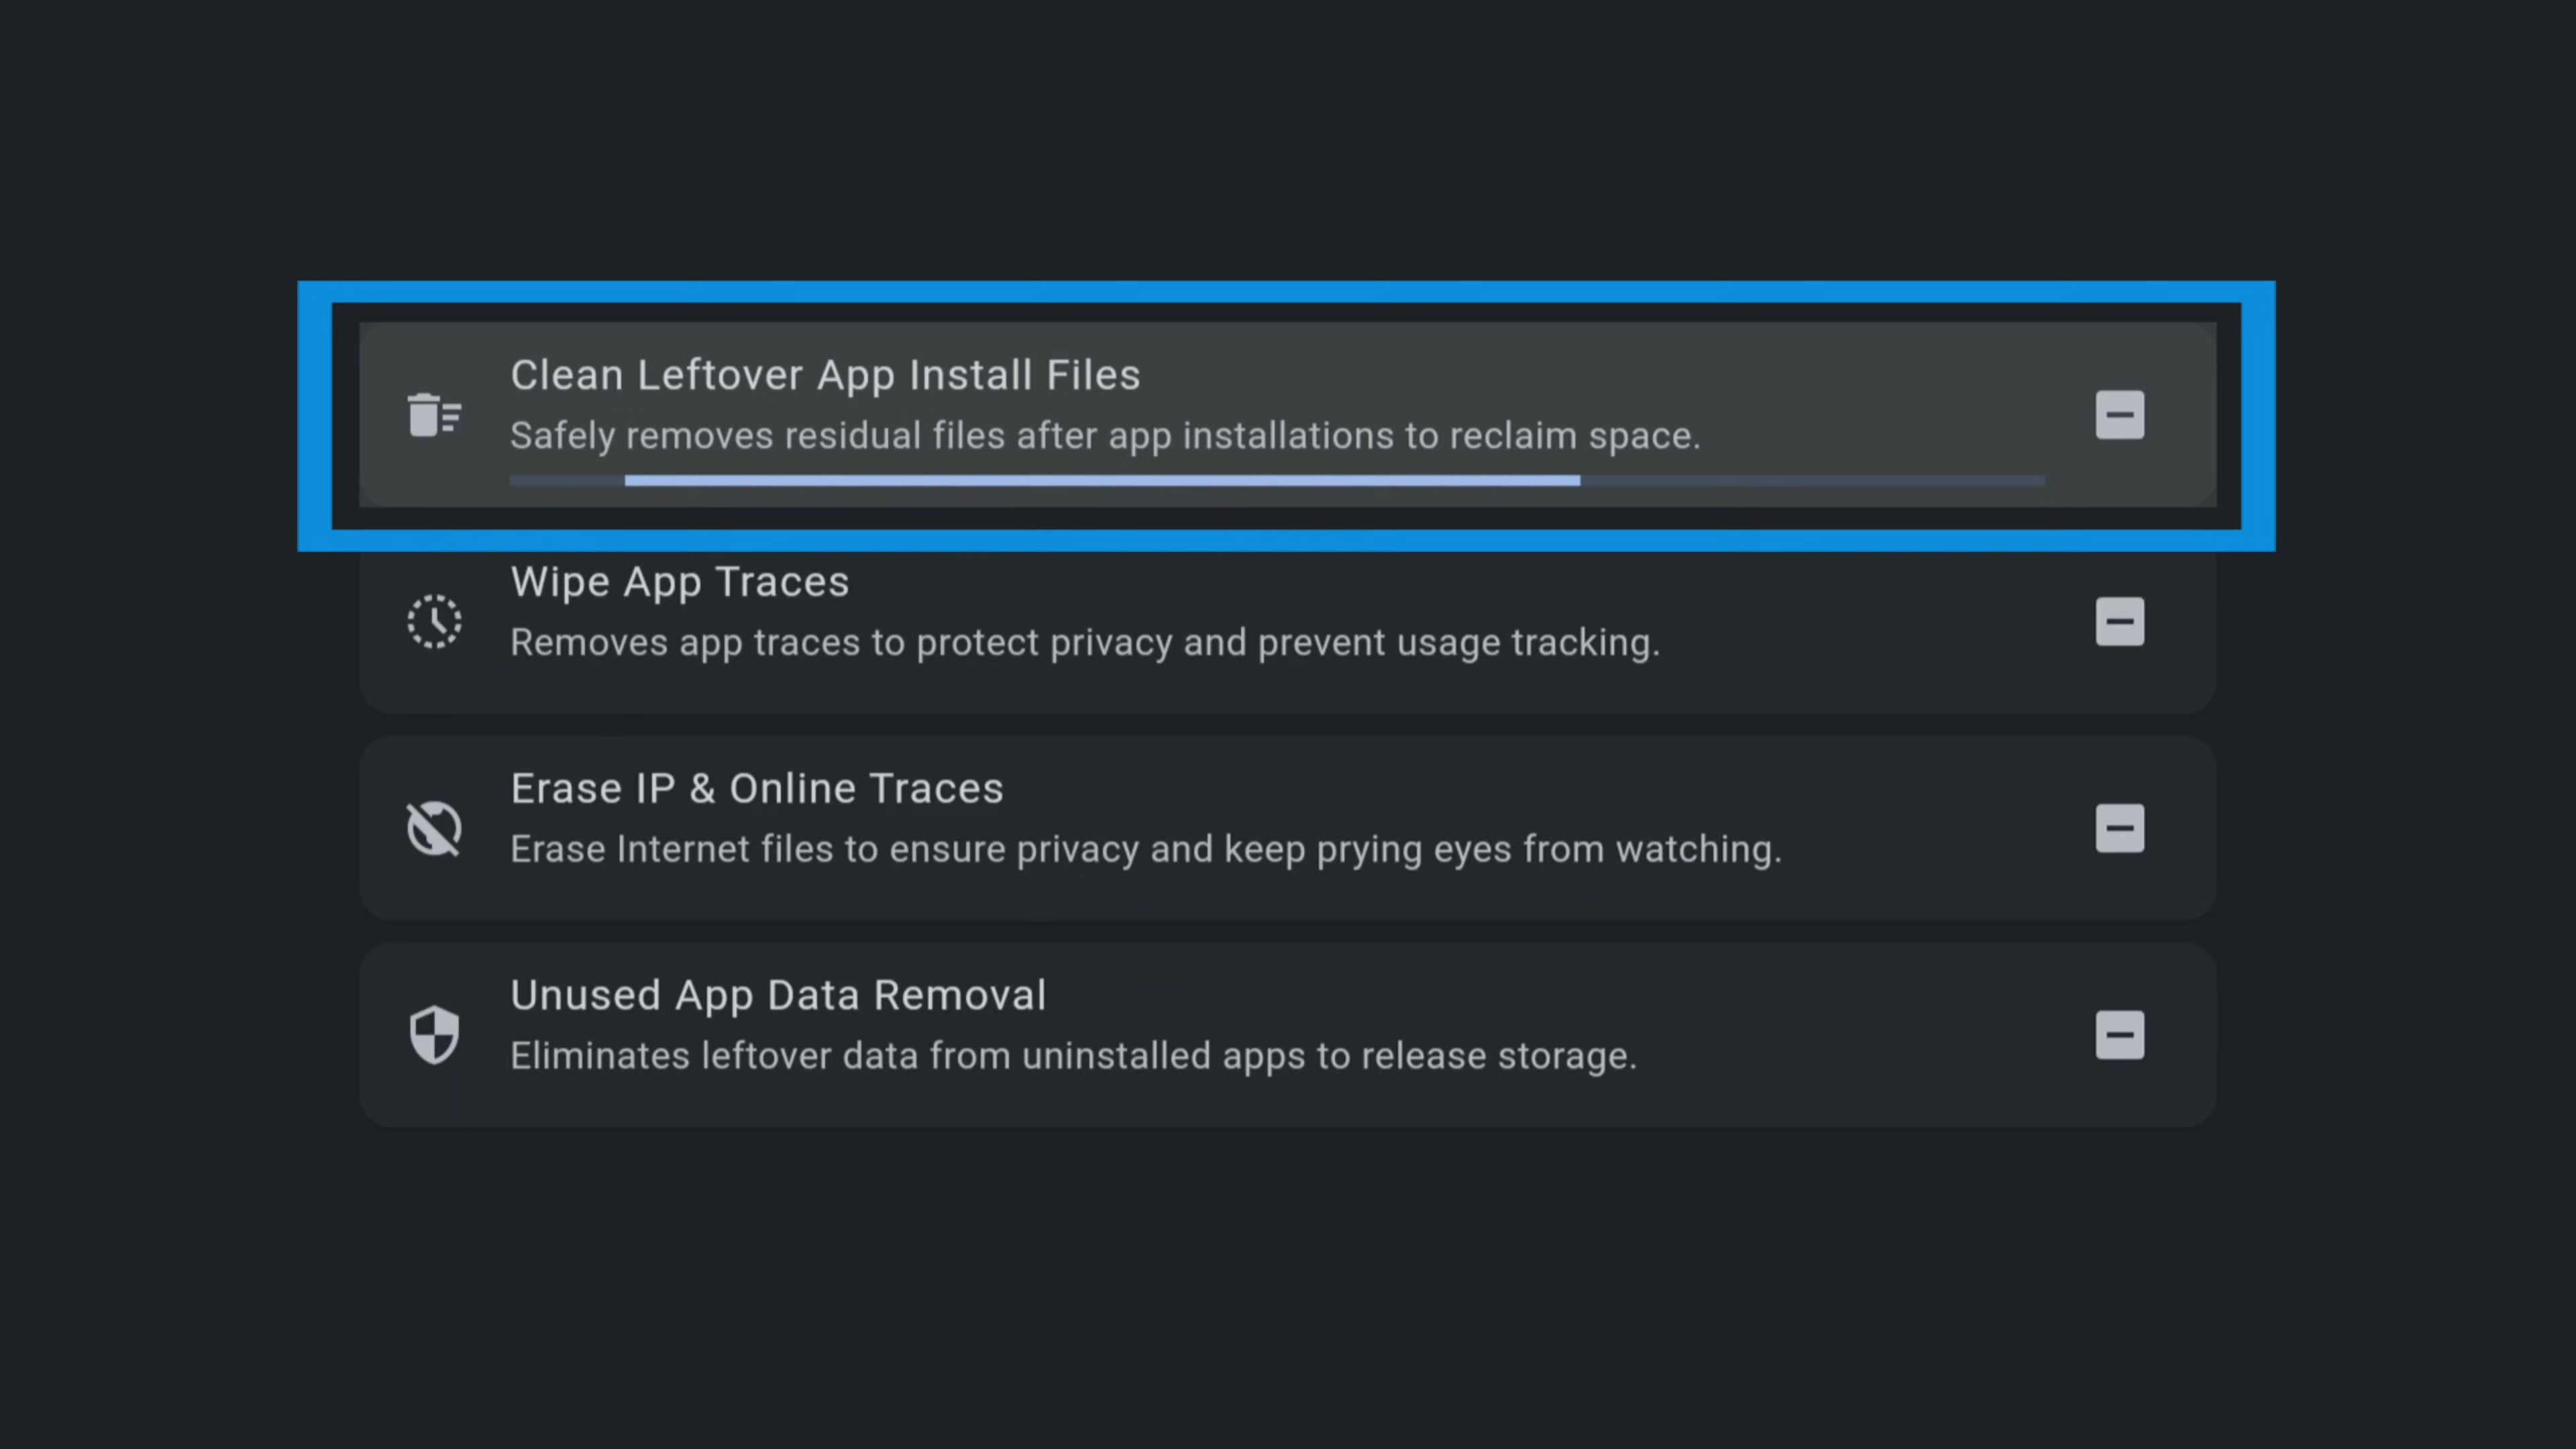 Clean Leftover App Install Files
Safely removes residual files after app installations to reclaim space.
Wipe App Traces
Removes app traces to protect privacy and prevent usage tracking.
Erase IP & Online Traces
Erase Internet files to ensure privacy and keep prying eyes from watching.
Unused App Data Removal
Eliminates leftover data from uninstalled apps to release storage.